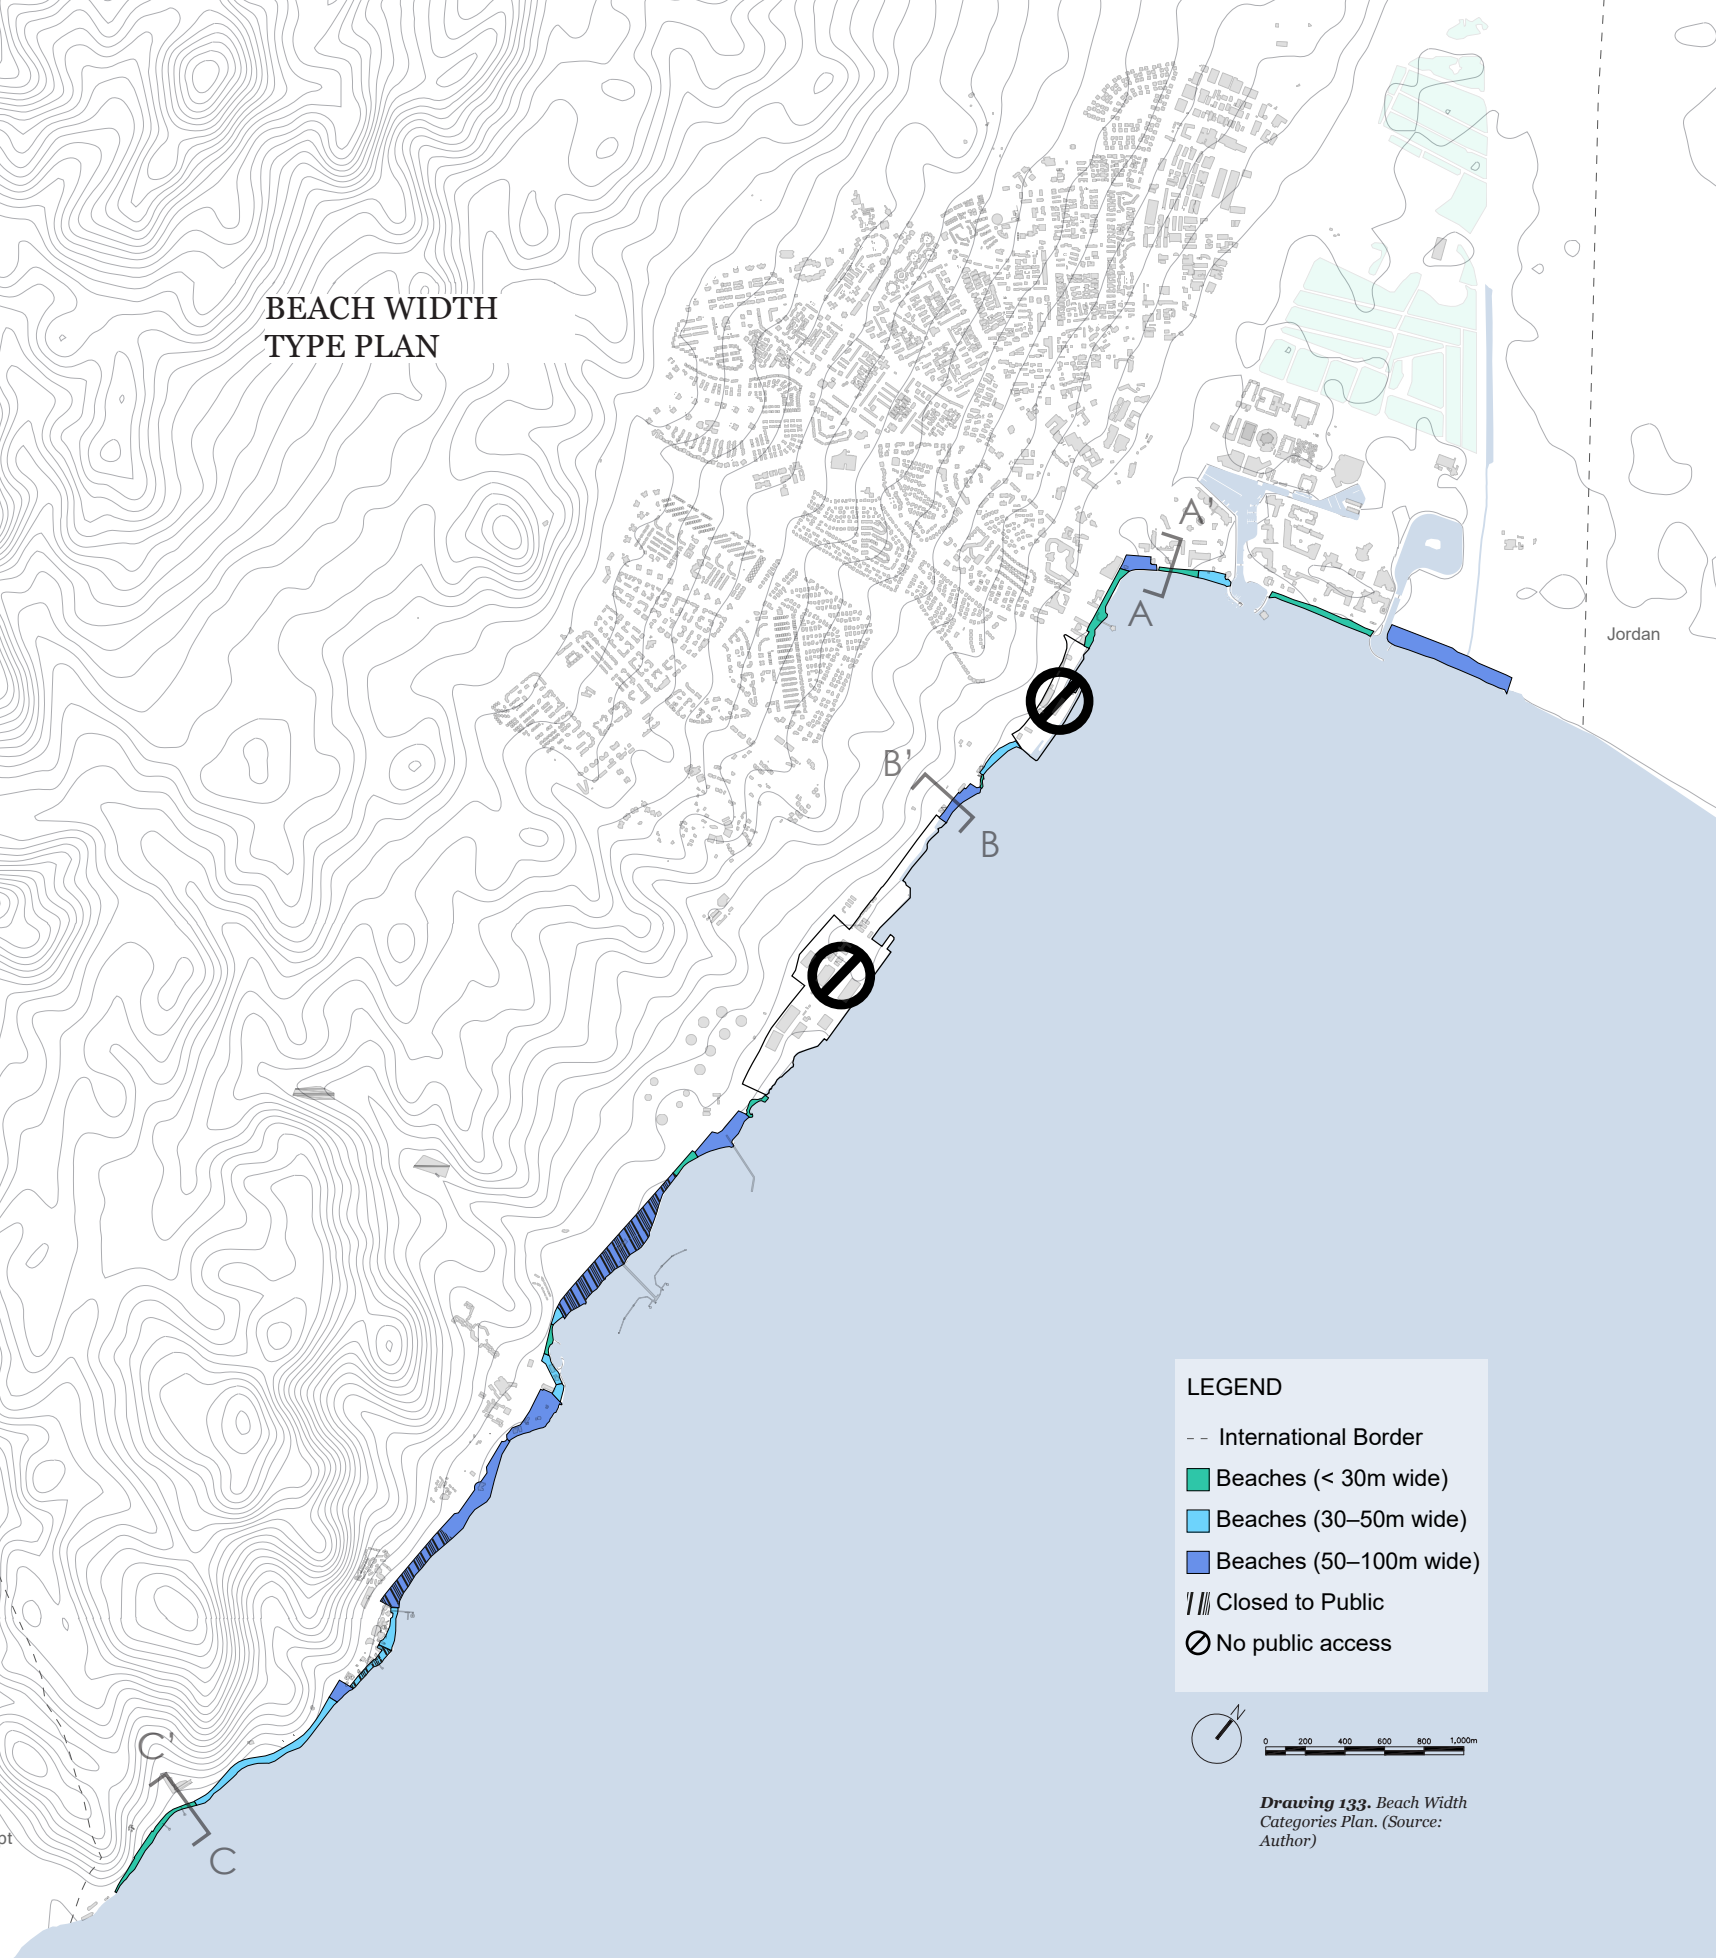 BEACH WIDTH
TYPE PLAN
A'
A
Jordan
B'
B
C'
C
LEGEND
International Border
Beaches (< 30m wide)
Beaches (30–50m wide)
Beaches (50–100m wide)
Closed to Public
No public access
N
0 200 400 600 800 1,000m
Drawing 133. Beach Width
Categories Plan. (Source:
Author)